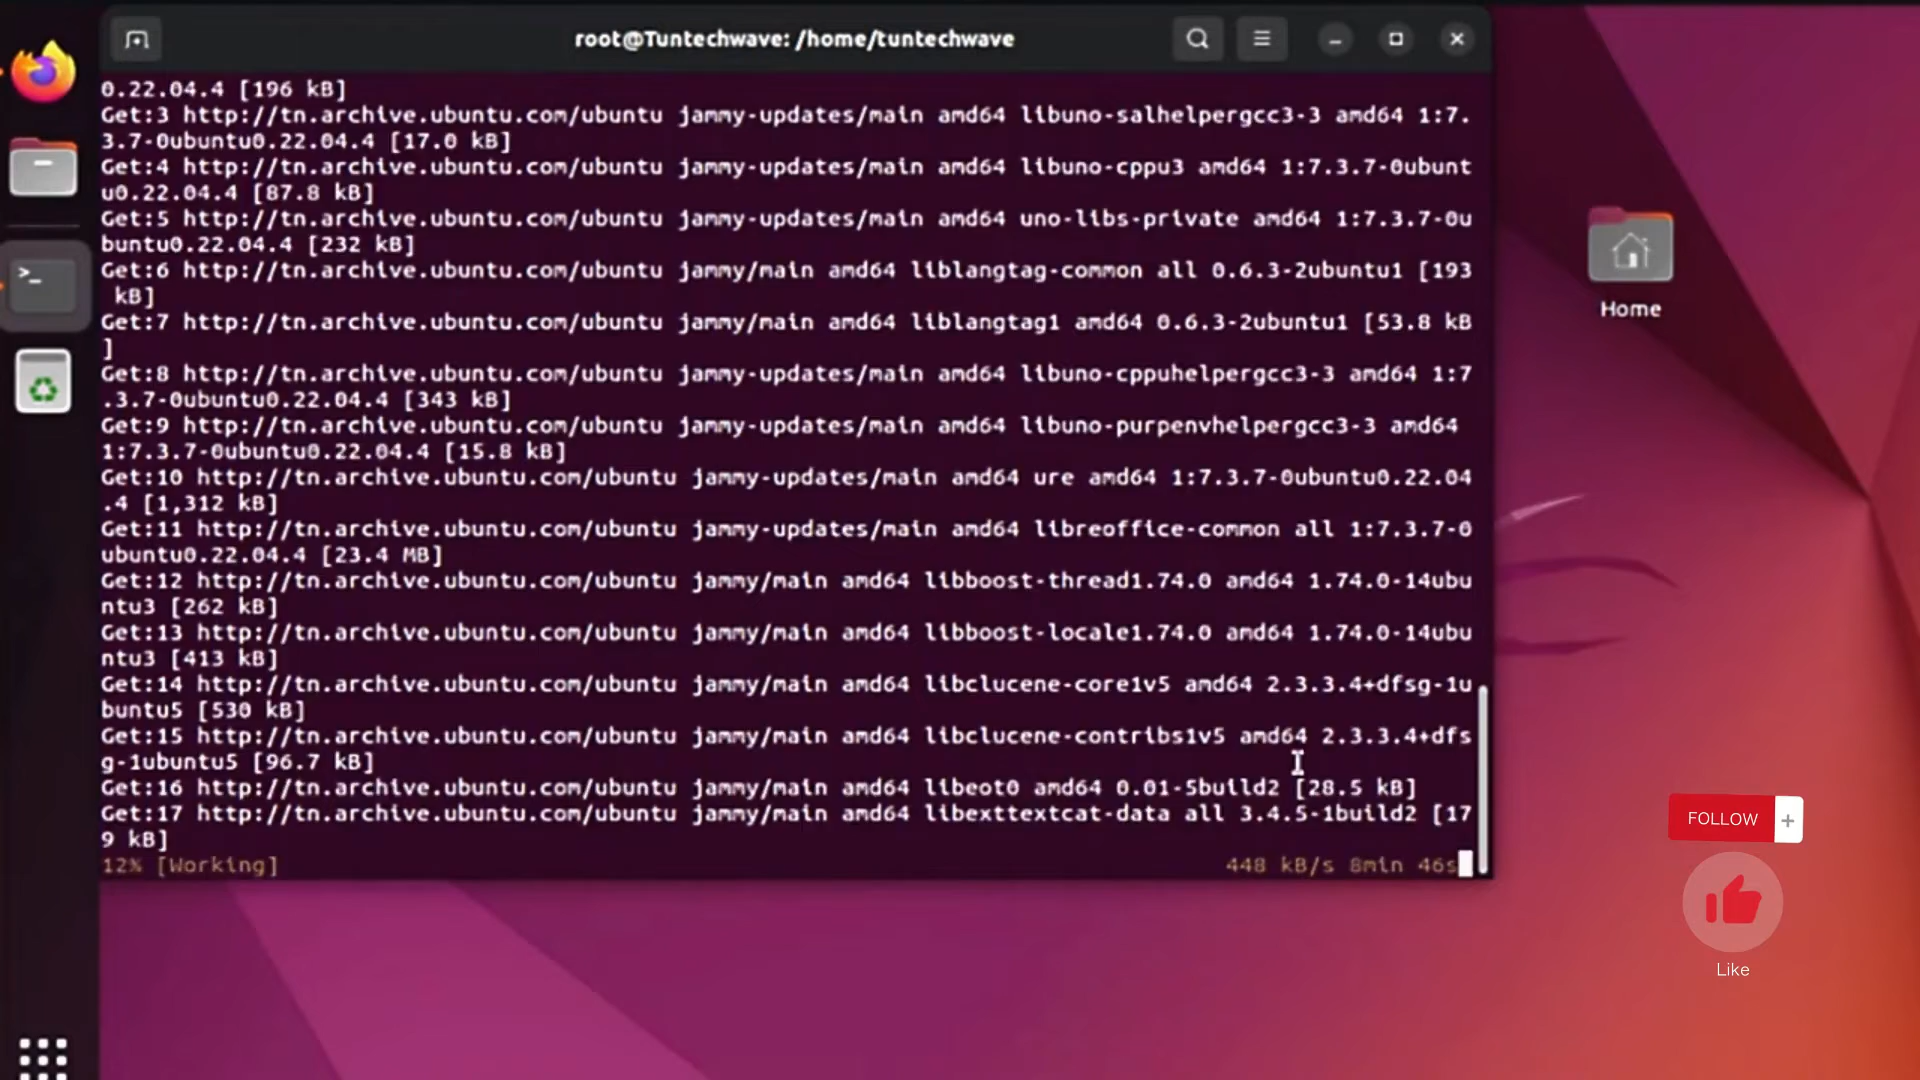 root@Tuntechwave: /home/tuntechwave
0.22.04.4 [196 kB]
Get:3 http://tn.archive.ubuntu.com/ubuntu jammy-updates/main amd64 libuno-salhelpergcc3-3 amd64 1:7.
3.7-0ubuntu0.22.04.4 [17.0 kB]
Get:4 http://tn.archive.ubuntu.com/ubuntu jammy-updates/main amd64 libuno-cppu3 amd64 1:7.3.7-0ubunt
u0.22.04.4 [87.8 kB]
Get:5 http://tn.archive.ubuntu.com/ubuntu jammy-updates/main amd64 uno-libs-private amd64 1:7.3.7-0u
buntu0.22.04.4 [232 kB]
Get:6 http://tn.archive.ubuntu.com/ubuntu jammy/main amd64 liblangtag-common all 0.6.3-2ubuntu1 [193
 kB]
Get:7 http://tn.archive.ubuntu.com/ubuntu jammy/main amd64 liblangtag1 amd64 0.6.3-2ubuntu1 [53.8 kB
]
Get:8 http://tn.archive.ubuntu.com/ubuntu jammy-updates/main amd64 libuno-cppuhelpergcc3-3 amd64 1:7
.3.7-0ubuntu0.22.04.4 [343 kB]
Get:9 http://tn.archive.ubuntu.com/ubuntu jammy-updates/main amd64 libuno-purpenvhelpergcc3-3 amd64
1:7.3.7-0ubuntu0.22.04.4 [15.8 kB]
Get:10 http://tn.archive.ubuntu.com/ubuntu jammy-updates/main amd64 ure amd64 1:7.3.7-0ubuntu0.22.04
.4 [1,312 kB]
Get:11 http://tn.archive.ubuntu.com/ubuntu jammy-updates/main amd64 libreoffice-common all 1:7.3.7-0
ubuntu0.22.04.4 [23.4 MB]
Get:12 http://tn.archive.ubuntu.com/ubuntu jammy/main amd64 libboost-thread1.74.0 amd64 1.74.0-14ubu
ntu3 [262 kB]
Get:13 http://tn.archive.ubuntu.com/ubuntu jammy/main amd64 libboost-locale1.74.0 amd64 1.74.0-14ubu
ntu3 [413 kB]
Get:14 http://tn.archive.ubuntu.com/ubuntu jammy/main amd64 libclucene-core1v5 amd64 2.3.3.4+dfsg-1u
buntu5 [530 kB]
Get:15 http://tn.archive.ubuntu.com/ubuntu jammy/main amd64 libclucene-contribs1v5 amd64 2.3.3.4+dfs
g-1ubuntu5 [96.7 kB]
Get:16 http://tn.archive.ubuntu.com/ubuntu jammy/main amd64 libeot0 amd64 0.01-5build2 [28.5 kB]
Get:17 http://tn.archive.ubuntu.com/ubuntu jammy/main amd64 libexttextcat-data all 3.4.5-1build2 [17
9 kB]
12% [Working] 448 kB/s 8min 46s
Home
FOLLOW +
Like